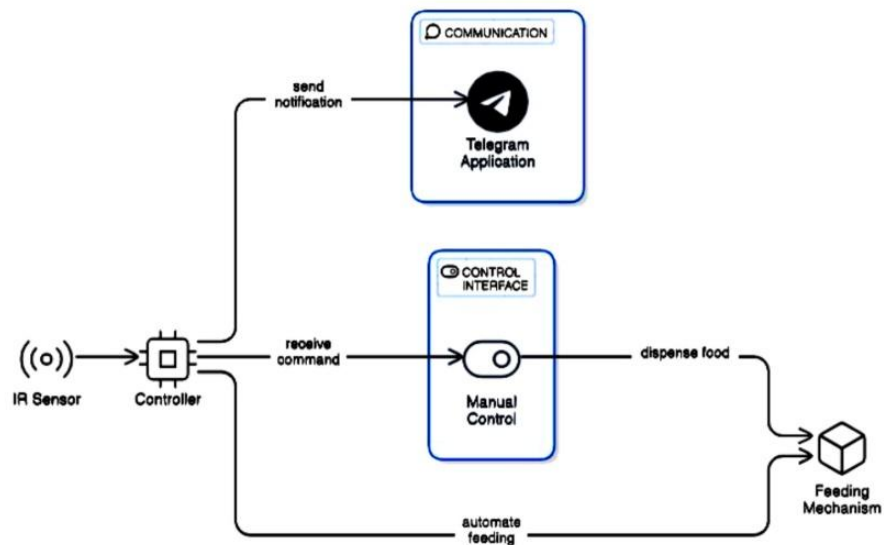 COMMUNICATION
send
notification
Telegram
Application
CONTROL
INTERFACE
receive
command
dispense food
IR Sensor
Controller
Manual
Control
Feeding
Mechanism
automate
feeding